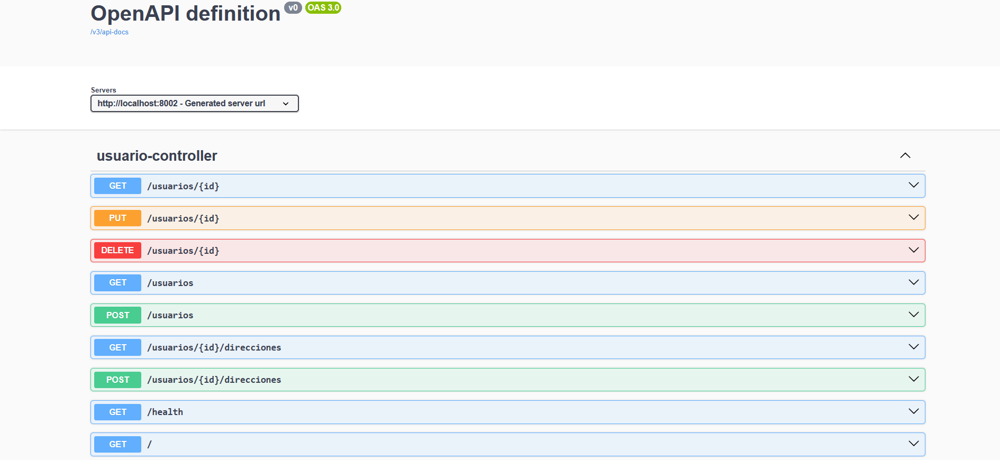 OpenAPI definition v0 OAS 3.0
/v3/api-docs
Servers
http://localhost:8002 - Generated server url
usuario-controller
GET /usuarios/{id}
PUT /usuarios/{id}
DELETE /usuarios/{id}
GET /usuarios
POST /usuarios
GET /usuarios/{id}/direcciones
POST /usuarios/{id}/direcciones
GET /health
GET /